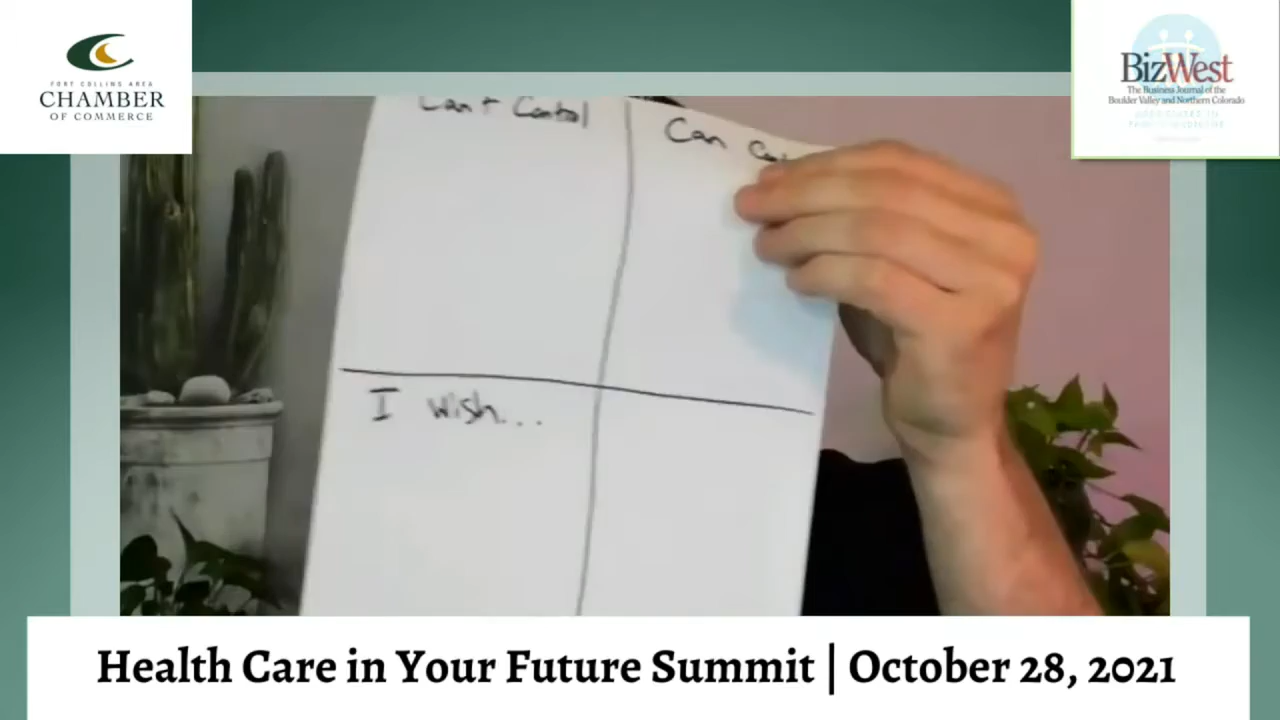 FORT COLLINS AREA
CHAMBER
OF COMMERCE
BizWest
The Business Journal of the
Boulder Valley and Northern Colorado
Can't Control
Can
I wish...
Health Care in Your Future Summit | October 28, 2021